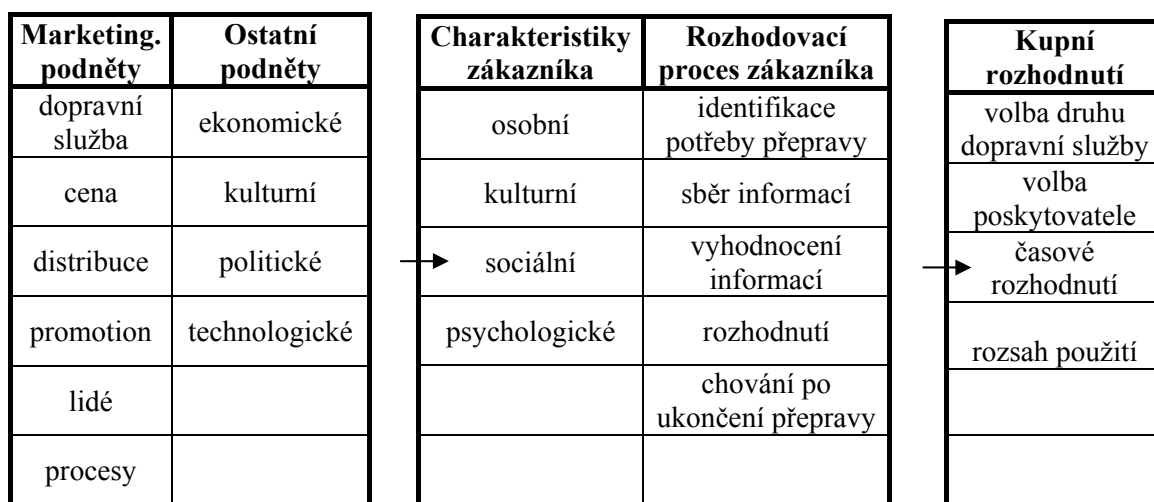 Marketing.
podněty
Ostatní
podněty
dopravní
služba
ekonomické
cena
kulturní
distribuce
politické
promotion
technologické
lidé
procesy
Charakteristiky
zákazníka
Rozhodovací
proces zákazníka
osobní
identifikace
potřeby přepravy
kulturní
sběr informací
sociální
vyhodnocení
informací
psychologické
rozhodnutí
chování po
ukončení přepravy
Kupní
rozhodnutí
volba druhu
dopravní služby
volba
poskytovatele
časové
rozhodnutí
rozsah použití